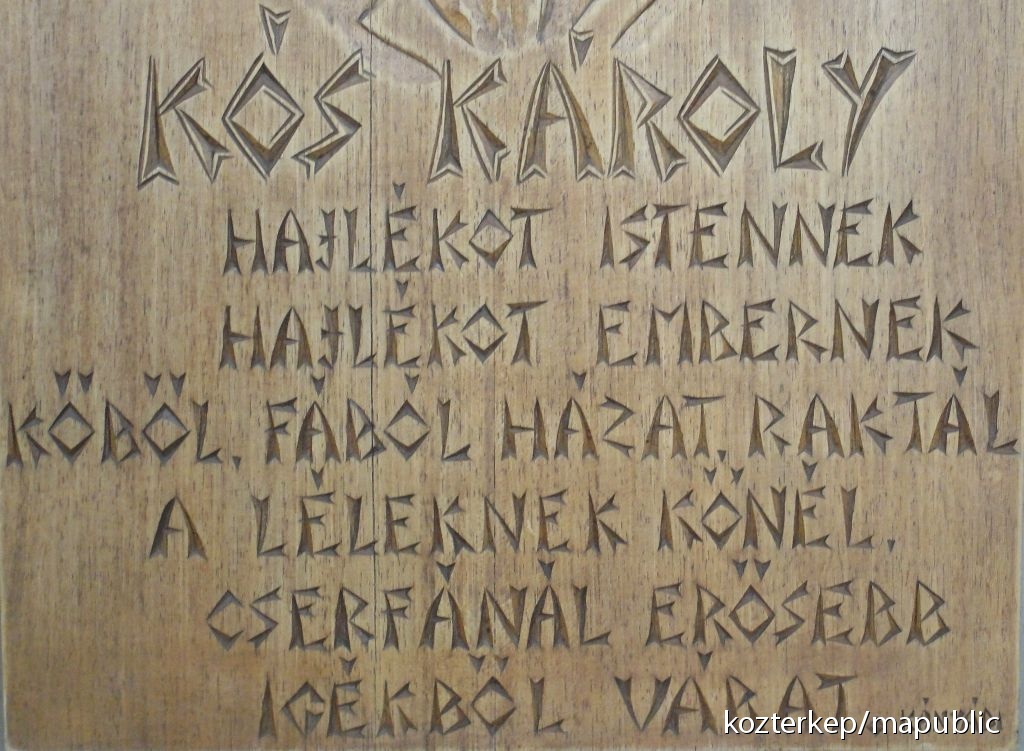 KÓS KÁROLY
HAJLÉKOT ISTENNEK
HAJLÉKOT EMBERNEK
KŐBŐL, FÁBÓL HÁZAT, RAKTÁL
A LÉLEKNEK KŐNÉL,
CSERFÁNÁL ERŐSEBB
IGÉKBŐL VÁRAT
kozterkep/mapublic